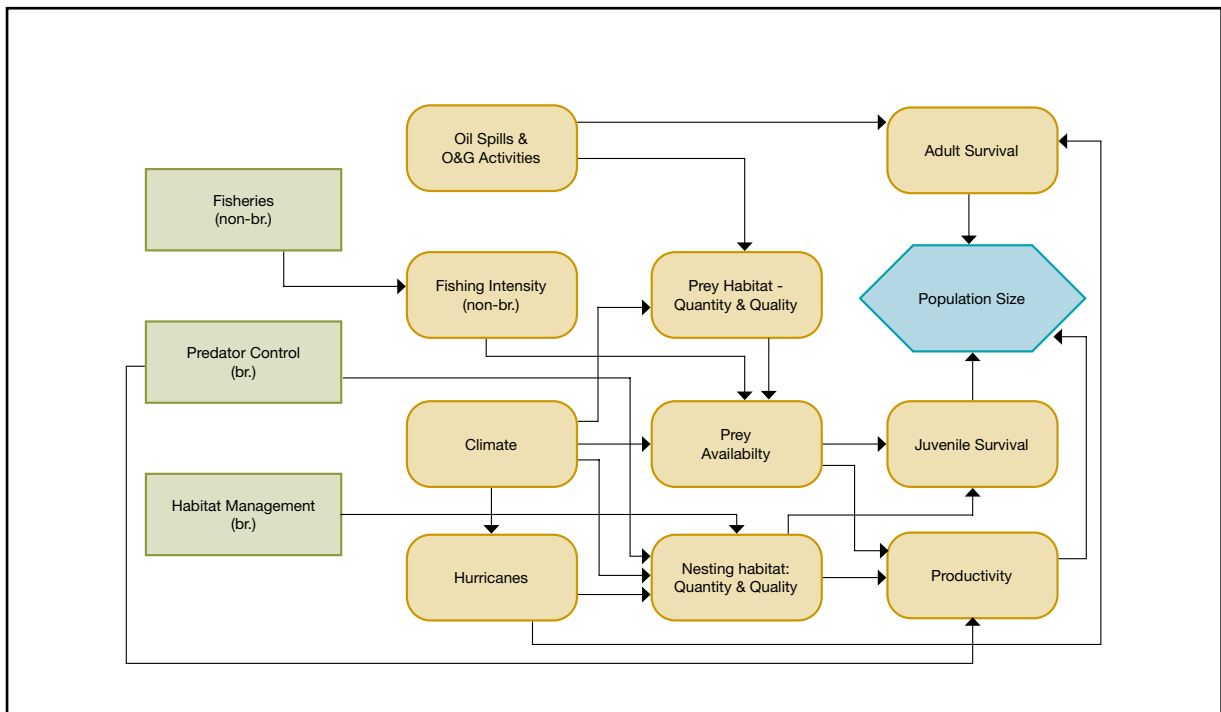 Oil Spills &
O&G Activities
Adult Survival
Fisheries
(non-br.)
Fishing Intensity
(non-br.)
Prey Habitat -
Quantity & Quality
Population Size
Predator Control
(br.)
Climate
Prey
Availabilty
Juvenile Survival
Habitat Management
(br.)
Hurricanes
Nesting habitat:
Quantity & Quality
Productivity